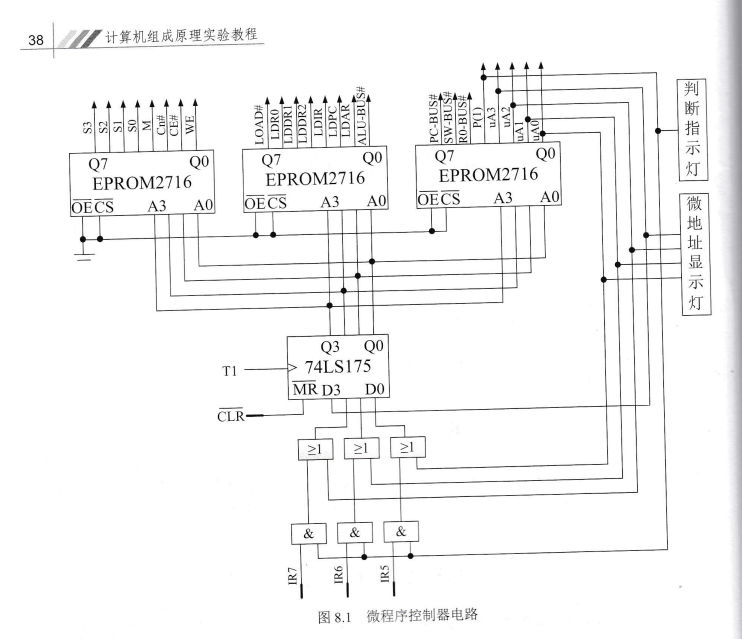 38
计算机组成原理实验教程
S3 S2 S1 S0 M Cn# CE# WE
LOAD# LDR0 LDDR1 LDDR2 LDIR LDPC LDAR ALU-BUS#
PC-BUS# SW-BUS# R0-BUS# P(1) uA3 uA2 uA1 uA0
判断指示灯
Q7 Q0
EPROM2716
OE CS A3 A0
Q7 Q0
EPROM2716
OE CS A3 A0
Q7 Q0
EPROM2716
OE CS A3 A0
微地址显示灯
Q3 Q0
T1
74LS175
MR D3 D0
CLR
≥1 ≥1 ≥1
& & &
IR7 IR6 IR5
图 8.1 微程序控制器电路